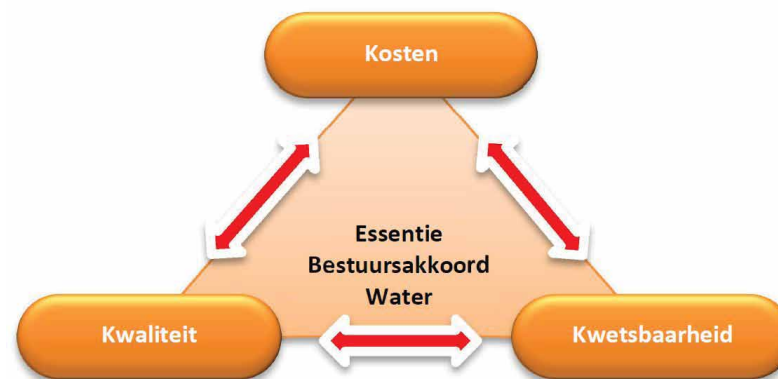 Kosten
Essentie
Bestuursakkoord
Water
Kwaliteit
Kwetsbaarheid